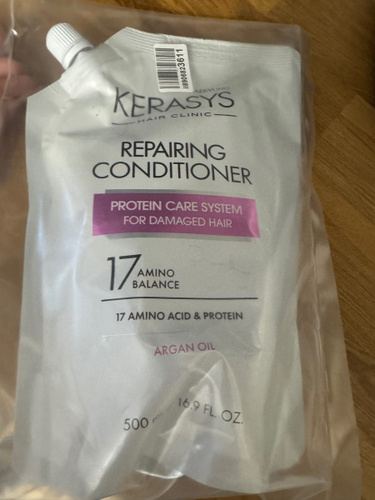 KERASYS
HAIR CLINIC
REPAIRING
CONDITIONER
PROTEIN CARE SYSTEM
FOR DAMAGED HAIR
17 AMINO
BALANCE
17 AMINO ACID & PROTEIN
ARGAN OIL
500 16.9 FL. OZ.